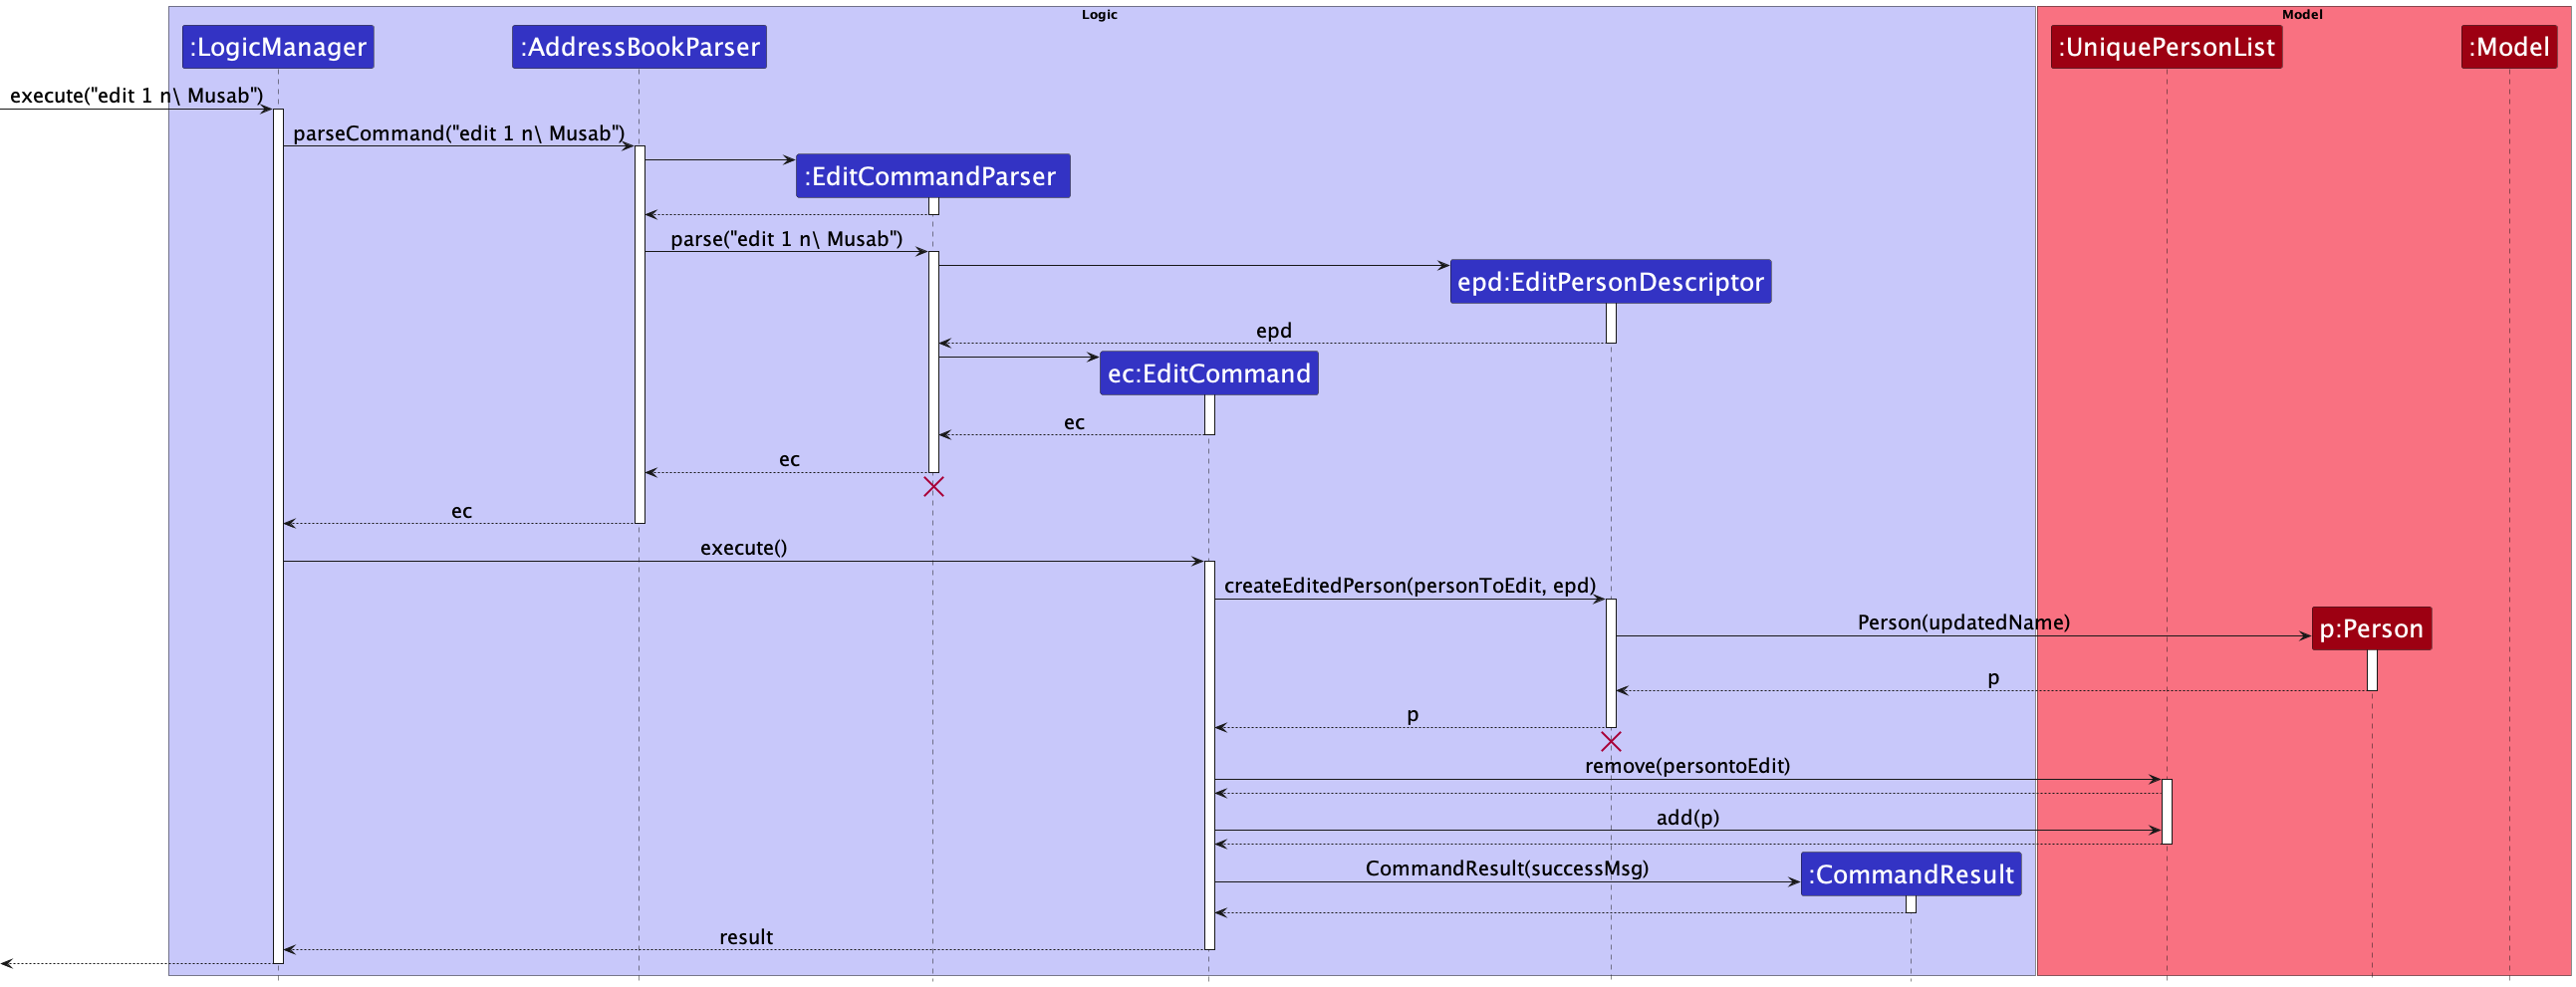 Logic
Model
:LogicManager
:AddressBookParser
:UniquePersonList
:Model
execute("edit 1 n\ Musab")
parseCommand("edit 1 n\ Musab")
:EditCommandParser
parse("edit 1 n\ Musab")
epd:EditPersonDescriptor
epd
ec:EditCommand
ec
ec
ec
execute()
createEditedPerson(personToEdit, epd)
Person(updatedName)
p:Person
p
p
remove(persontoEdit)
add(p)
CommandResult(successMsg)
:CommandResult
result